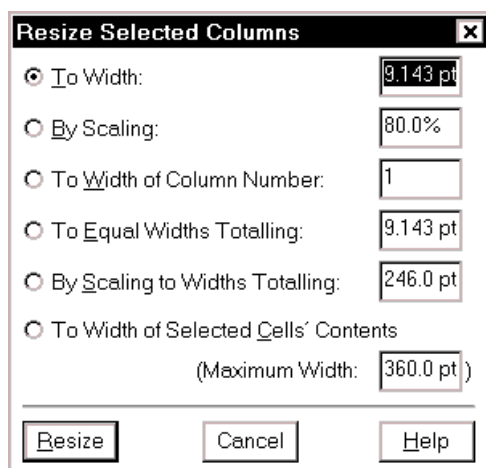 Resize Selected Columns
To Width: 9.143 pt
By Scaling: 80.0%
To Width of Column Number: 1
To Equal Widths Totalling: 9.143 pt
By Scaling to Widths Totalling: 246.0 pt
To Width of Selected Cells' Contents
(Maximum Width: 360.0 pt )
Resize Cancel Help